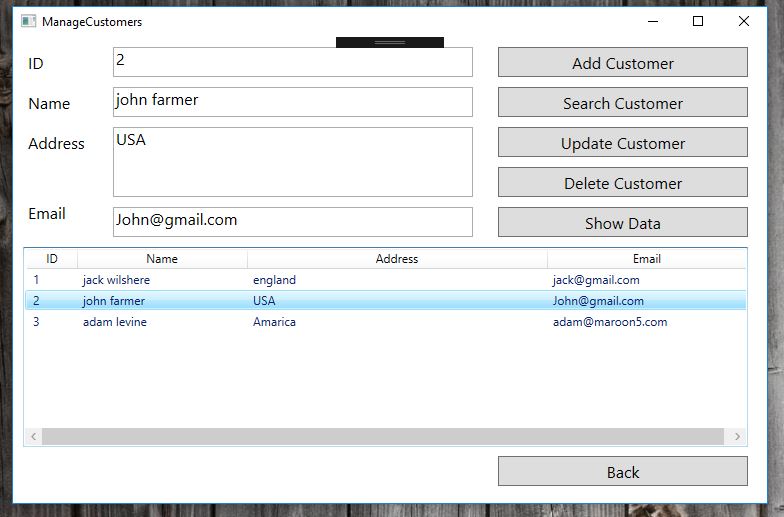 ManageCustomers
ID 2 Add Customer
Name john farmer Search Customer
Address USA Update Customer
Delete Customer
Email John@gmail.com Show Data
ID Name Address Email
1 jack wilshere england jack@gmail.com
2 john farmer USA John@gmail.com
3 adam levine Amarica adam@maroon5.com
Back